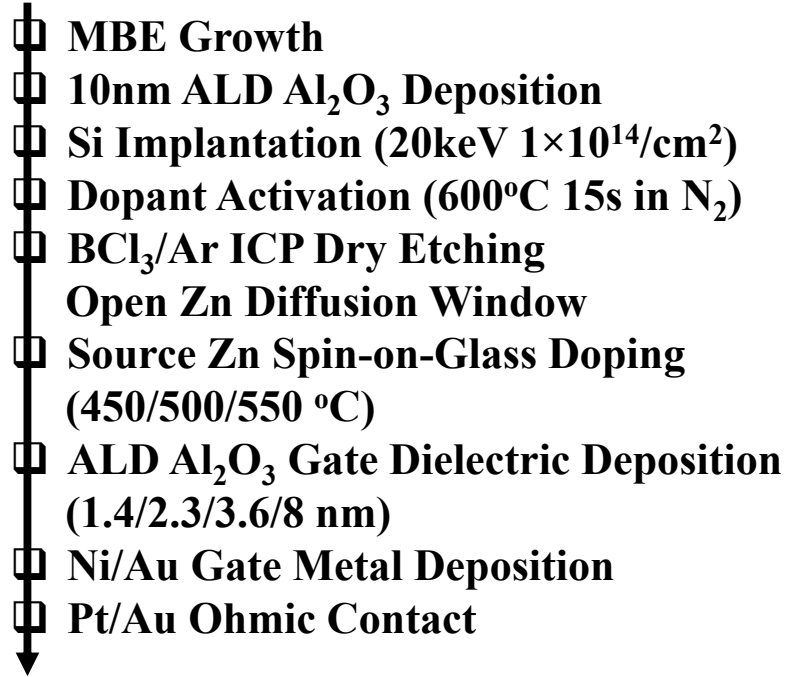 MBE Growth
10nm ALD Al₂O₃ Deposition
Si Implantation (20keV 1×10¹⁴/cm²)
Dopant Activation (600ᵒC 15s in N₂)
BCl₃/Ar ICP Dry Etching
Open Zn Diffusion Window
Source Zn Spin-on-Glass Doping
(450/500/550 ᵒC)
ALD Al₂O₃ Gate Dielectric Deposition
(1.4/2.3/3.6/8 nm)
Ni/Au Gate Metal Deposition
Pt/Au Ohmic Contact